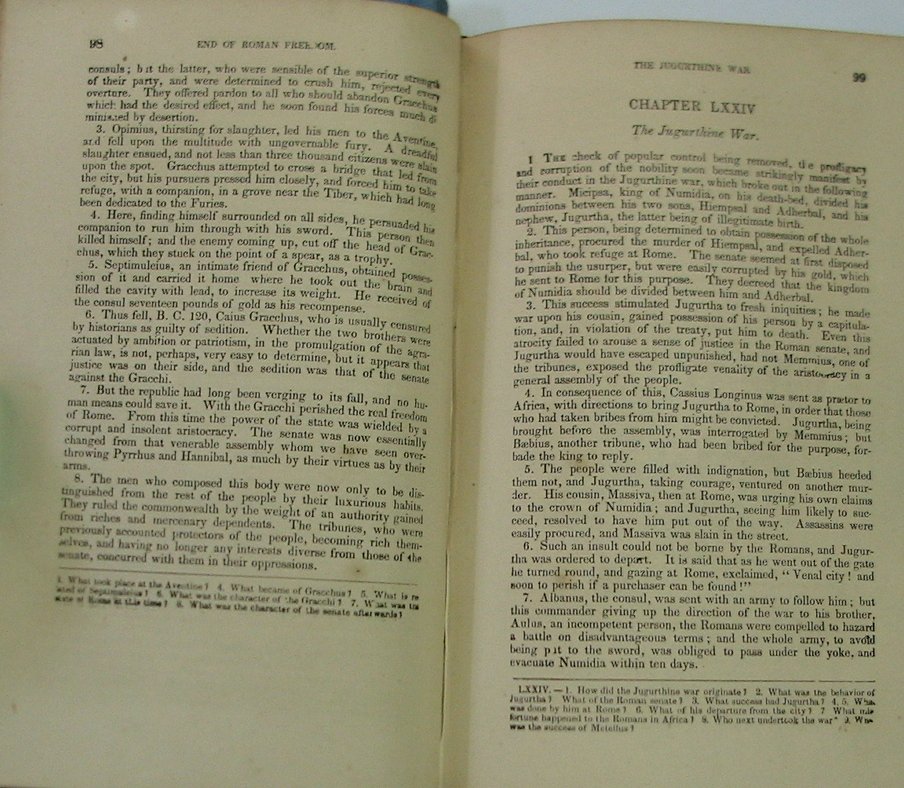 98
END OF ROMAN FREEDOM.
consuls; but the latter, who were sensible of the superior strength
of their party, and were determined to crush him, rejected every
overture. They offered pardon to all who should abandon Gracchus
which had the desired effect, and he soon found his forces much di
minished by desertion.
3. Opimius, thirsting for slaughter, led his men to the Aventine,
and fell upon the multitude with ungovernable fury. A dreadful
slaughter ensued, and not less than three thousand citizens were slain
upon the spot. Gracchus attempted to cross a bridge that led from
the city, but his pursuers pressed him closely, and forced him to take
refuge, with a companion, in a grove near the Tiber, which had long
been dedicated to the Furies.
4. Here, finding himself surrounded on all sides, he persuaded his
companion to run him through with his sword. This person then
killed himself; and the enemy coming up, cut off the head of Grac-
chus, which they stuck on the point of a spear, as a trophy.
5. Septimuleius, an intimate friend of Gracchus, obtained posses-
sion of it and carried it home where he took out the brain and
filled the cavity with lead, to increase its weight. He received of
the consul seventeen pounds of gold as his recompense.
6. Thus fell, B. C. 120, Caius Gracchus, who is usually censured
by historians as guilty of sedition. Whether the two brothers were
actuated by ambition or patriotism, in the promulgation of the agra-
rian law, is not, perhaps, very easy to determine, but it appears that
justice was on their side, and the sedition was that of the senate
against the Gracchi.
7. But the republic had long been verging to its fall, and no hu-
man means could save it. With the Gracchi perished the real freedom
of Rome. From this time the power of the state was wielded by a
corrupt and insolent aristocracy. The senate was now essentially
changed from that venerable assembly whom we have seen over-
throwing Pyrrhus and Hannibal, as much by their virtues as by their
arms.
8. The men who composed this body were now only to be dis-
tinguished from the rest of the people by their luxurious habits.
They ruled the commonwealth by the weight of an authority gained
from riches and mercenary dependents. The tribunes, who were
previously accounted protectors of the people, becoming rich them-
selves, and having no longer any interests diverse from those of the
senate, concurred with them in their oppressions.
3. What took place at the Aventine? 4. What became of Gracchus? 5. What is re
lated of Septimuleius? 6. What was the character of the Gracchi? 7. What was the
state of Rome at this time? 8. What was the character of the senate afterwards?
THE JUGURTHINE WAR
99
CHAPTER LXXIV
The Jugurthine War.
1 THE check of popular control being removed, the profligacy
and corruption of the nobility soon became strikingly manifest by
their conduct in the Jugurthine war, which broke out in the following
manner. Micipsa, king of Numidia, on his death-bed, divided his
dominions between his two sons, Hiempsal and Adherbal, and his
nephew, Jugurtha, the latter being of illegitimate birth.
2. This person, being determined to obtain possession of the whole
inheritance, procured the murder of Hiempsal, and expelled Adher-
bal, who took refuge at Rome. The senate seemed at first disposed
to punish the usurper, but were easily corrupted by his gold, which
he sent to Rome for this purpose. They decreed that the kingdom
of Numidia should be divided between him and Adherbal.
3. This success stimulated Jugurtha to fresh iniquities; he made
war upon his cousin, gained possession of his person by a capitula-
tion, and, in violation of the treaty, put him to death. Even this
atrocity failed to arouse a sense of justice in the Roman senate, and
Jugurtha would have escaped unpunished, had not Memmius, one of
the tribunes, exposed the profligate venality of the aristocracy in a
general assembly of the people.
4. In consequence of this, Cassius Longinus was sent as prætor to
Africa, with directions to bring Jugurtha to Rome, in order that those
who had taken bribes from him might be convicted. Jugurtha, being
brought before the assembly, was interrogated by Memmius; but
Bæbius, another tribune, who had been bribed for the purpose, for-
bade the king to reply.
5. The people were filled with indignation, but Bæbius heeded
them not, and Jugurtha, taking courage, ventured on another mur-
der. His cousin, Massiva, then at Rome, was urging his own claims
to the crown of Numidia; and Jugurtha, seeing him likely to suc-
ceed, resolved to have him put out of the way. Assassins were
easily procured, and Massiva was slain in the street.
6. Such an insult could not be borne by the Romans, and Jugur-
tha was ordered to depart. It is said that as he went out of the gate
he turned round, and gazing at Rome, exclaimed, "Venal city! and
soon to perish if a purchaser can be found!"
7. Albanus, the consul, was sent with an army to follow him; but
this commander giving up the direction of the war to his brother,
Aulus, an incompetent person, the Romans were compelled to hazard
a battle on disadvantageous terms; and the whole army, to avoid
being put to the sword, was obliged to pass under the yoke, and
evacuate Numidia within ten days.
LXXIV.—1. How did the Jugurthine war originate? 2. What was the behavior of
Jugurtha? What of the Roman senate? 3. What success had Jugurtha? 4. 5. What
was done by him at Rome? 6. What of his departure from the city? 7 What mis
fortune happened to the Romans in Africa? 8. Who next undertook the war? 9. What
was the success of Metellus?